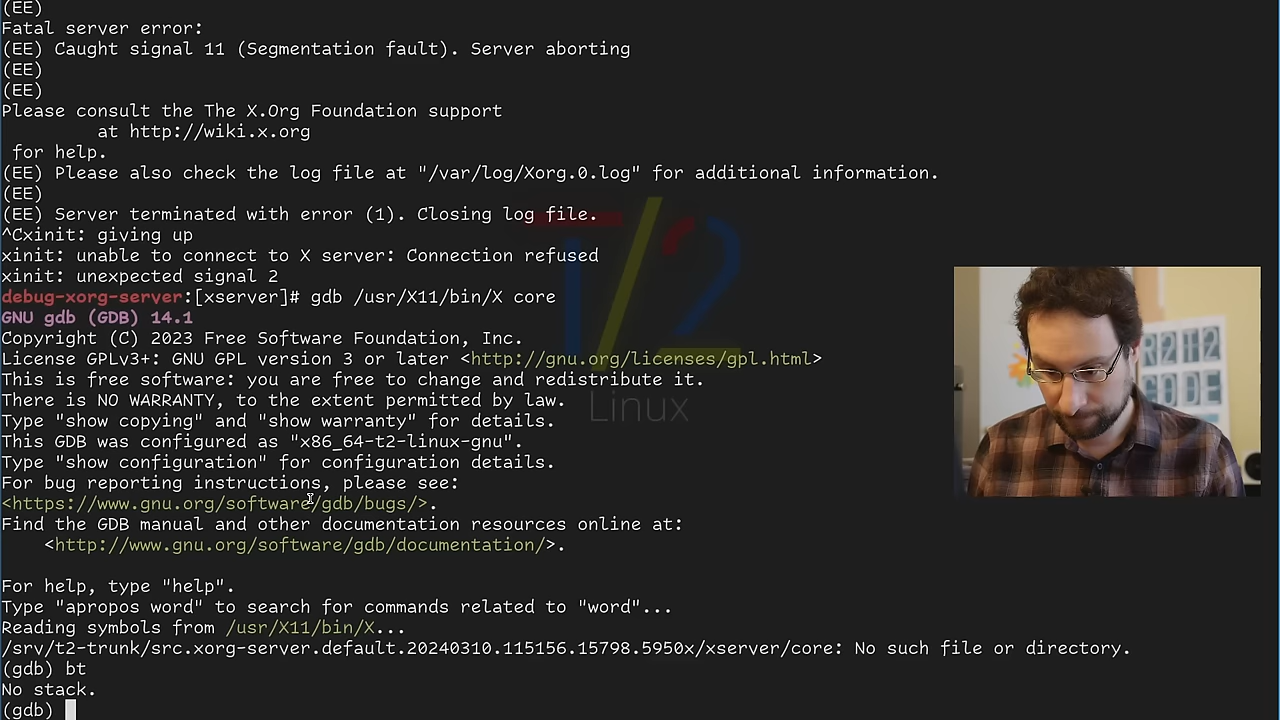 (EE)
Fatal server error:
(EE) Caught signal 11 (Segmentation fault). Server aborting
(EE)
(EE)
Please consult the The X.Org Foundation support
at http://wiki.x.org
for help.
(EE) Please also check the log file at "/var/log/Xorg.0.log" for additional information.
(EE)
(EE) Server terminated with error (1). Closing log file.
^Cxinit: giving up
xinit: unable to connect to X server: Connection refused
xinit: unexpected signal 2
debug-xorg-server:[xserver]# gdb /usr/X11/bin/X core
GNU gdb (GDB) 14.1
Copyright (C) 2023 Free Software Foundation, Inc.
License GPLv3+: GNU GPL version 3 or later <http://gnu.org/licenses/gpl.html>
This is free software: you are free to change and redistribute it.
There is NO WARRANTY, to the extent permitted by law.
Type "show copying" and "show warranty" for details.
This GDB was configured as "x86_64-t2-linux-gnu".
Type "show configuration" for configuration details.
For bug reporting instructions, please see:
<https://www.gnu.org/software/gdb/bugs/>.
Find the GDB manual and other documentation resources online at:
<http://www.gnu.org/software/gdb/documentation/>.
For help, type "help".
Type "apropos word" to search for commands related to "word"...
Reading symbols from /usr/X11/bin/X...
/srv/t2-trunk/src.xorg-server.default.20240310.115156.15798.5950x/xserver/core: No such file or directory.
(gdb) bt
No stack.
(gdb)
T/2
Linux